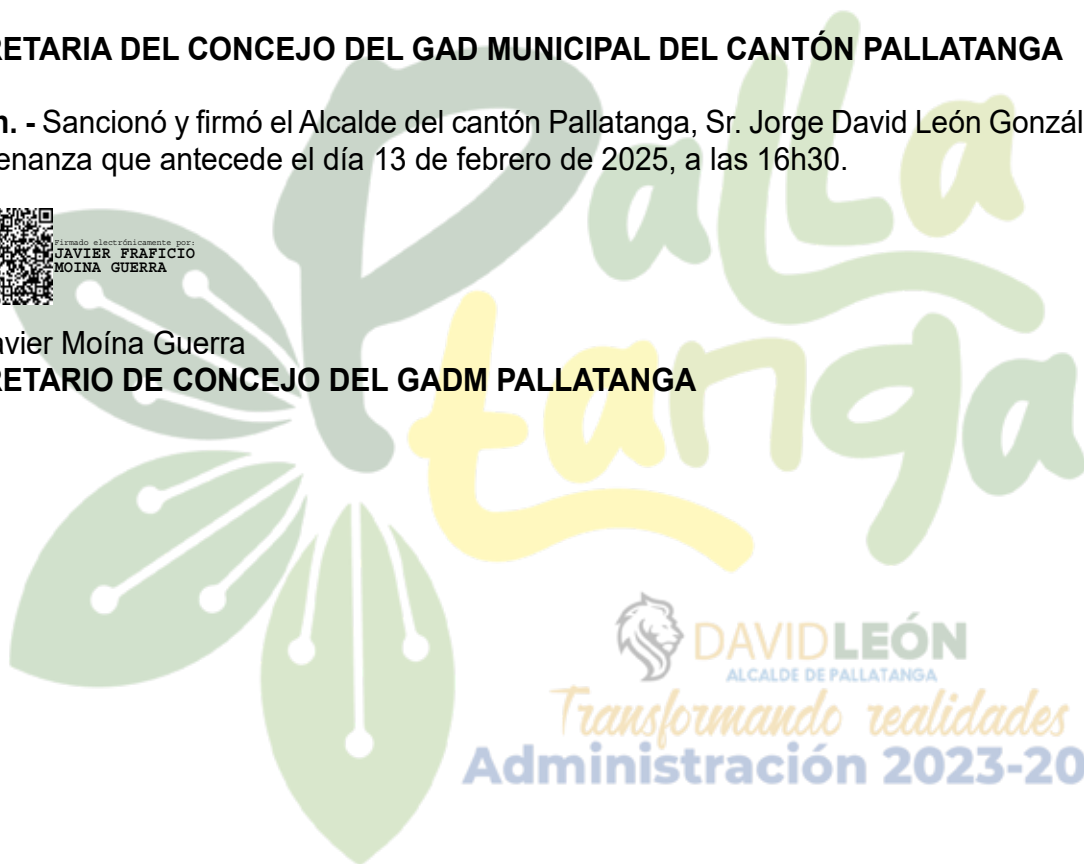 RETARIA DEL CONCEJO DEL GAD MUNICIPAL DEL CANTÓN PALLATANGA
n. - Sancionó y firmó el Alcalde del cantón Pallatanga, Sr. Jorge David León Gonzál
enanza que antecede el día 13 de febrero de 2025, a las 16h30.
Firmado electrónicamente por:
JAVIER FRAFICIO
MOINA GUERRA
avier Moína Guerra
RETARIO DE CONCEJO DEL GADM PALLATANGA
Palla
tanga
DAVID LEÓN
ALCALDE DE PALLATANGA
Transformando realidades
Administración 2023-20